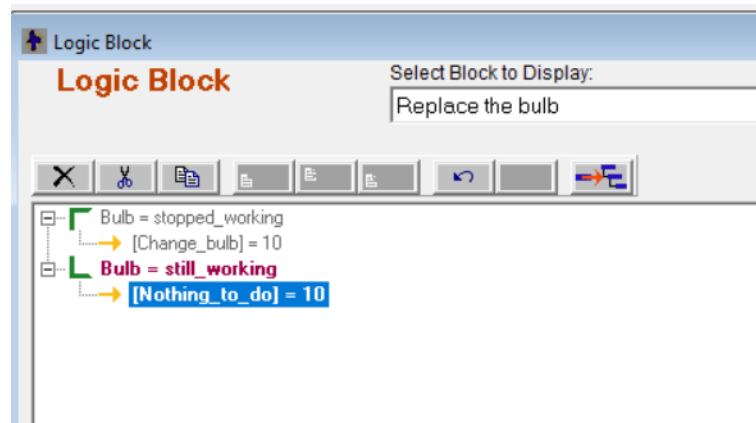 Logic Block
Logic Block
Select Block to Display:
Replace the bulb
Bulb = stopped_working
[Change_bulb] = 10
Bulb = still_working
[Nothing_to_do] = 10